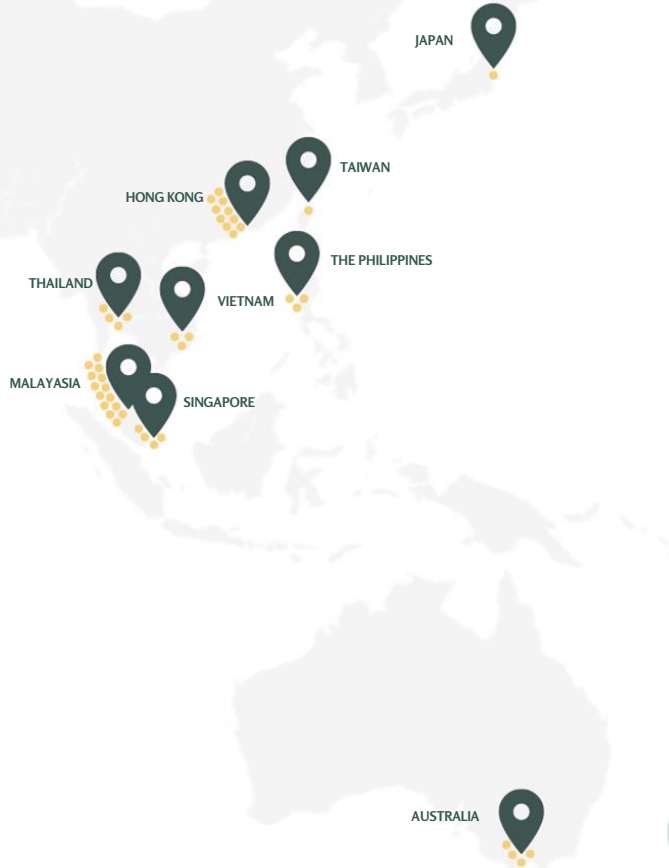 JAPAN
TAIWAN
HONG KONG
THE PHILIPPINES
THAILAND
VIETNAM
MALAYASIA
SINGAPORE
AUSTRALIA